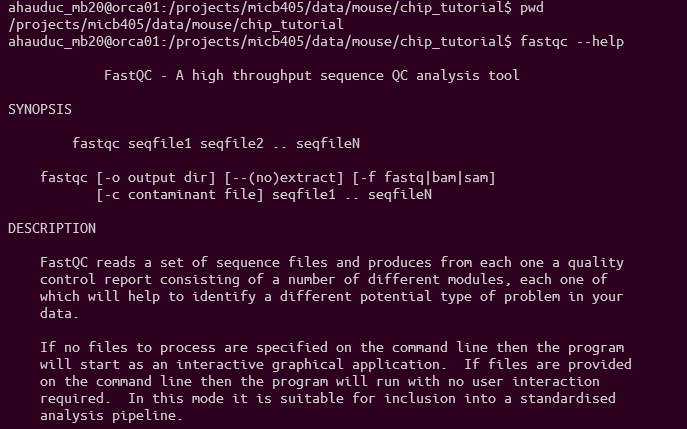 ahauduc_mb20@orca01:/projects/micb405/data/mouse/chip_tutorial$ pwd
/projects/micb405/data/mouse/chip_tutorial
ahauduc_mb20@orca01:/projects/micb405/data/mouse/chip_tutorial$ fastqc --help
FastQC - A high throughput sequence QC analysis tool
SYNOPSIS
fastqc seqfile1 seqfile2 .. seqfileN
fastqc [-o output dir] [--(no)extract] [-f fastq|bam|sam]
[-c contaminant file] seqfile1 .. seqfileN
DESCRIPTION
FastQC reads a set of sequence files and produces from each one a quality
control report consisting of a number of different modules, each one of
which will help to identify a different potential type of problem in your
data.
If no files to process are specified on the command line then the program
will start as an interactive graphical application.  If files are provided
on the command line then the program will run with no user interaction
required.  In this mode it is suitable for inclusion into a standardised
analysis pipeline.